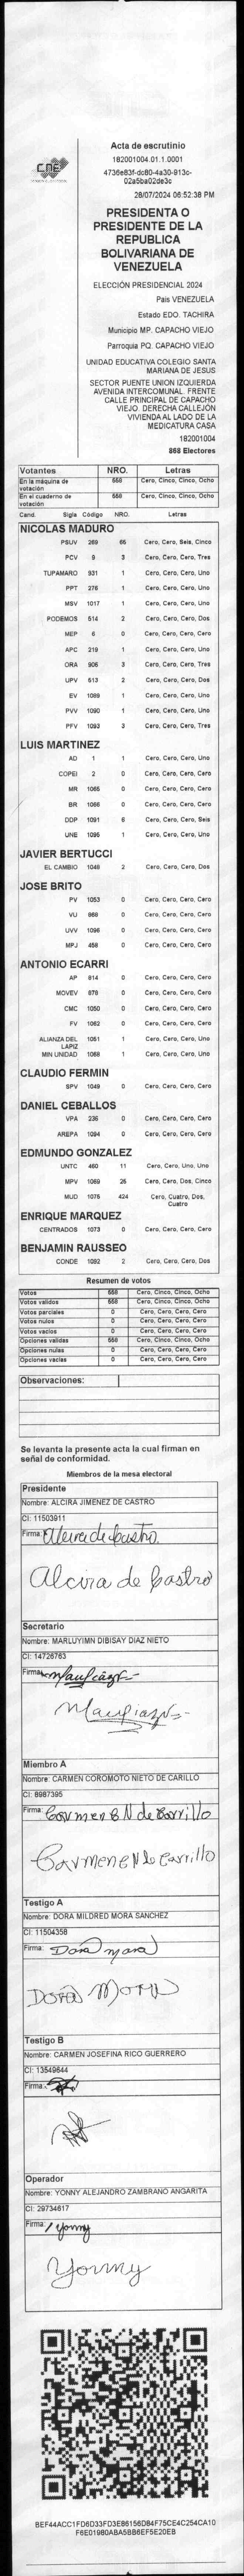 CNE
Acta de escrutinio
182001004.01.1.0001
4736e83f-dc80-4a30-913c-
02a5ba02de3c
28/07/2024 06:52:38 PM
PRESIDENTA O
PRESIDENTE DE LA
REPUBLICA
BOLIVARIANA DE
VENEZUELA
ELECCIÓN PRESIDENCIAL 2024
Pais VENEZUELA
Estado EDO. TACHIRA
Municipio MP. CAPACHO VIEJO
Parroquia PQ. CAPACHO VIEJO
UNIDAD EDUCATIVA COLEGIO SANTA
MARIANA DE JESUS
SECTOR PUENTE UNION IZQUIERDA
AVENIDA INTERCOMUNAL. FRENTE
CALLE PRINCIPAL DE CAPACHO
VIEJO. DERECHA CALLEJÓN
VIVIENDA AL LADO DE LA
MEDICATURA CASA
182001004
868 Electores
Votantes NRO. Letras
En la máquina de votación 558 Cero, Cinco, Cinco, Ocho
En el cuaderno de votación 558 Cero, Cinco, Cinco, Ocho
Cand. Sigla Código NRO. Letras
NICOLAS MADURO
PSUV 269 65 Cero, Cero, Seis, Cinco
PCV 9 3 Cero, Cero, Cero, Tres
TUPAMARO 931 1 Cero, Cero, Cero, Uno
PPT 276 1 Cero, Cero, Cero, Uno
MSV 1017 1 Cero, Cero, Cero, Uno
PODEMOS 514 2 Cero, Cero, Cero, Dos
MEP 6 0 Cero, Cero, Cero, Cero
APC 219 1 Cero, Cero, Cero, Uno
ORA 906 3 Cero, Cero, Cero, Tres
UPV 613 2 Cero, Cero, Cero, Dos
EV 1089 1 Cero, Cero, Cero, Uno
PVV 1090 1 Cero, Cero, Cero, Uno
PFV 1093 3 Cero, Cero, Cero, Tres
LUIS MARTINEZ
AD 1 1 Cero, Cero, Cero, Uno
COPEI 2 0 Cero, Cero, Cero, Cero
MR 1065 0 Cero, Cero, Cero, Cero
BR 1066 0 Cero, Cero, Cero, Cero
DDP 1091 6 Cero, Cero, Cero, Seis
UNE 1095 1 Cero, Cero, Cero, Uno
JAVIER BERTUCCI
EL CAMBIO 1048 2 Cero, Cero, Cero, Dos
JOSE BRITO
PV 1053 0 Cero, Cero, Cero, Cero
VU 868 0 Cero, Cero, Cero, Cero
UVV 1096 0 Cero, Cero, Cero, Cero
MPJ 458 0 Cero, Cero, Cero, Cero
ANTONIO ECARRI
AP 814 0 Cero, Cero, Cero, Cero
MOVEV 878 0 Cero, Cero, Cero, Cero
CMC 1050 0 Cero, Cero, Cero, Cero
FV 1062 0 Cero, Cero, Cero, Cero
ALIANZA DEL LAPIZ 1051 1 Cero, Cero, Cero, Uno
MIN UNIDAD 1068 1 Cero, Cero, Cero, Uno
CLAUDIO FERMIN
SPV 1049 0 Cero, Cero, Cero, Cero
DANIEL CEBALLOS
VPA 236 0 Cero, Cero, Cero, Cero
AREPA 1094 0 Cero, Cero, Cero, Cero
EDMUNDO GONZALEZ
UNTC 460 11 Cero, Cero, Uno, Uno
MPV 1069 25 Cero, Cero, Dos, Cinco
MUD 1075 424 Cero, Cuatro, Dos,
Cuatro
ENRIQUE MARQUEZ
CENTRADOS 1073 0 Cero, Cero, Cero, Cero
BENJAMIN RAUSSEO
CONDE 1092 2 Cero, Cero, Cero, Dos
Resumen de votos
Votos 558 Cero, Cinco, Cinco, Ocho
Votos validos 558 Cero, Cinco, Cinco, Ocho
Votos parciales 0 Cero, Cero, Cero, Cero
Votos nulos 0 Cero, Cero, Cero, Cero
Votos vacios 0 Cero, Cero, Cero, Cero
Opciones validas 558 Cero, Cinco, Cinco, Ocho
Opciones nulas 0 Cero, Cero, Cero, Cero
Opciones vacias 0 Cero, Cero, Cero, Cero
Observaciones:
Se levanta la presente acta la cual firman en
señal de conformidad.
Miembros de la mesa electoral
Presidente
Nombre: ALCIRA JIMENEZ DE CASTRO
CI: 11503911
Firma: Alcira de Castro
Alcira de Castro
Secretario
Nombre: MARLUYIMN DIBISAY DIAZ NIETO
CI: 14726763
Firma:
Miembro A
Nombre: CARMEN COROMOTO NIETO DE CARILLO
CI: 8987395
Firma: Carmen N de Carrillo
Carmen N de Carrillo
Testigo A
Nombre: DORA MILDRED MORA SANCHEZ
CI: 11504358
Firma: Dora Mora
DORA MORA
Testigo B
Nombre: CARMEN JOSEFINA RICO GUERRERO
CI: 13549644
Firma:
Operador
Nombre: YONNY ALEJANDRO ZAMBRANO ANGARITA
CI: 29734617
Firma: Yonny
Yonny
BEF44ACC1FD6D33FD3E86156D84F75CE4C254CA10
F6E01980ABA5BB6EF5E20EB